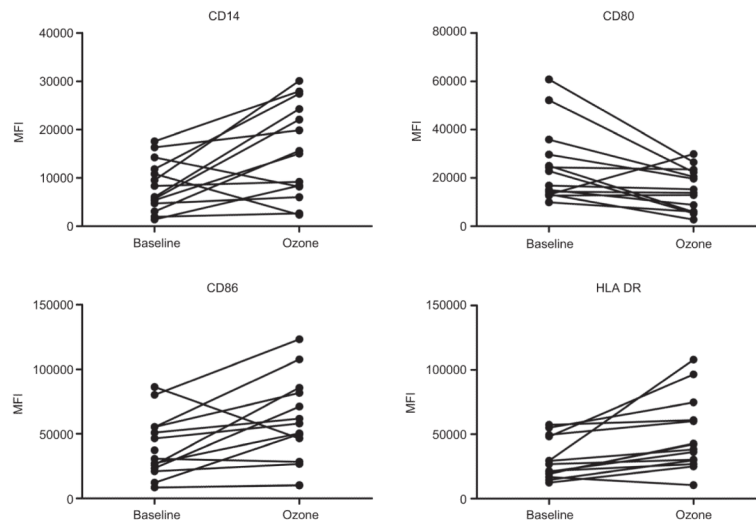 CD14
40000
30000
20000
10000
0
MFI
Baseline
Ozone
CD80
80000
60000
40000
20000
0
MFI
Baseline
Ozone
CD86
150000
100000
50000
0
MFI
Baseline
Ozone
HLA DR
150000
100000
50000
0
MFI
Baseline
Ozone